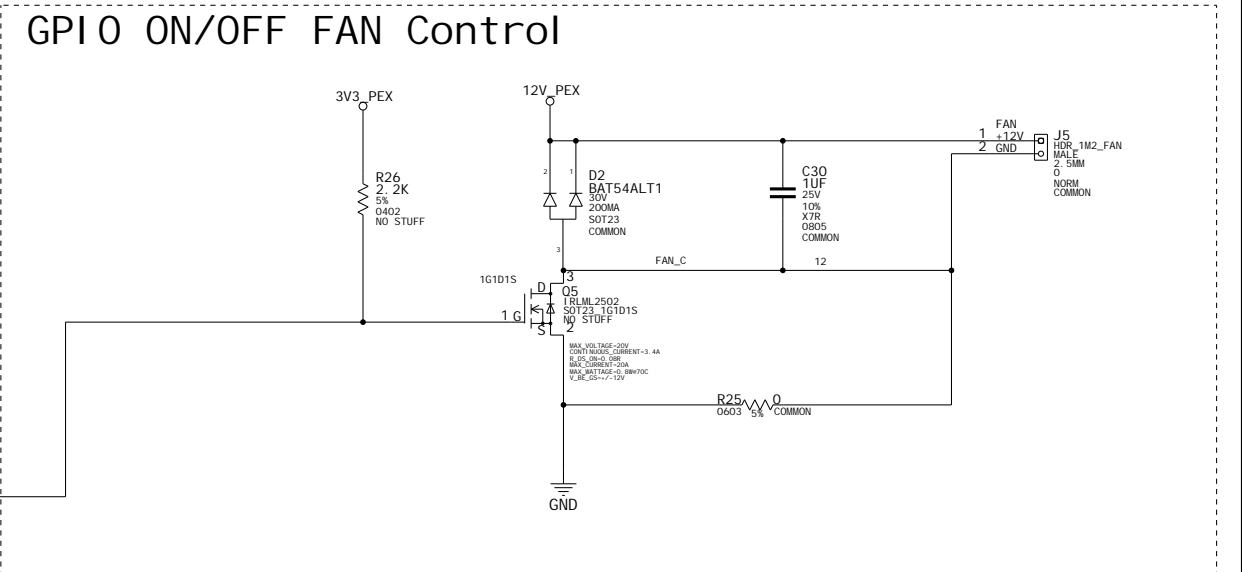 GPIO ON/OFF FAN Control
3V3_PEX
12V_PEX
R26
2.2K
5%
0402
NO STUFF
2
1
D2
BAT54ALT1
30V
200MA
SOT23
COMMON
3
C30
1UF
25V
10%
X7R
0805
COMMON
FAN
1 +12V
2 GND
J5
HDR_1M2_FAN
MALE
2.5MM
0
NORM
COMMON
FAN_C
12
1G1D1S
3
D
Q5
IRLML2502
SOT23_1G1D1S
NO STUFF
1 G
S
2
MAX_VOLTAGE=20V
CONTINUOUS_CURRENT=3.4A
R_DS_ON=0.08R
MAX_CURRENT=20A
MAX_WATTAGE=0.8W@70C
V_BE_GS=+/-12V
R25 0
0603 5% COMMON
GND